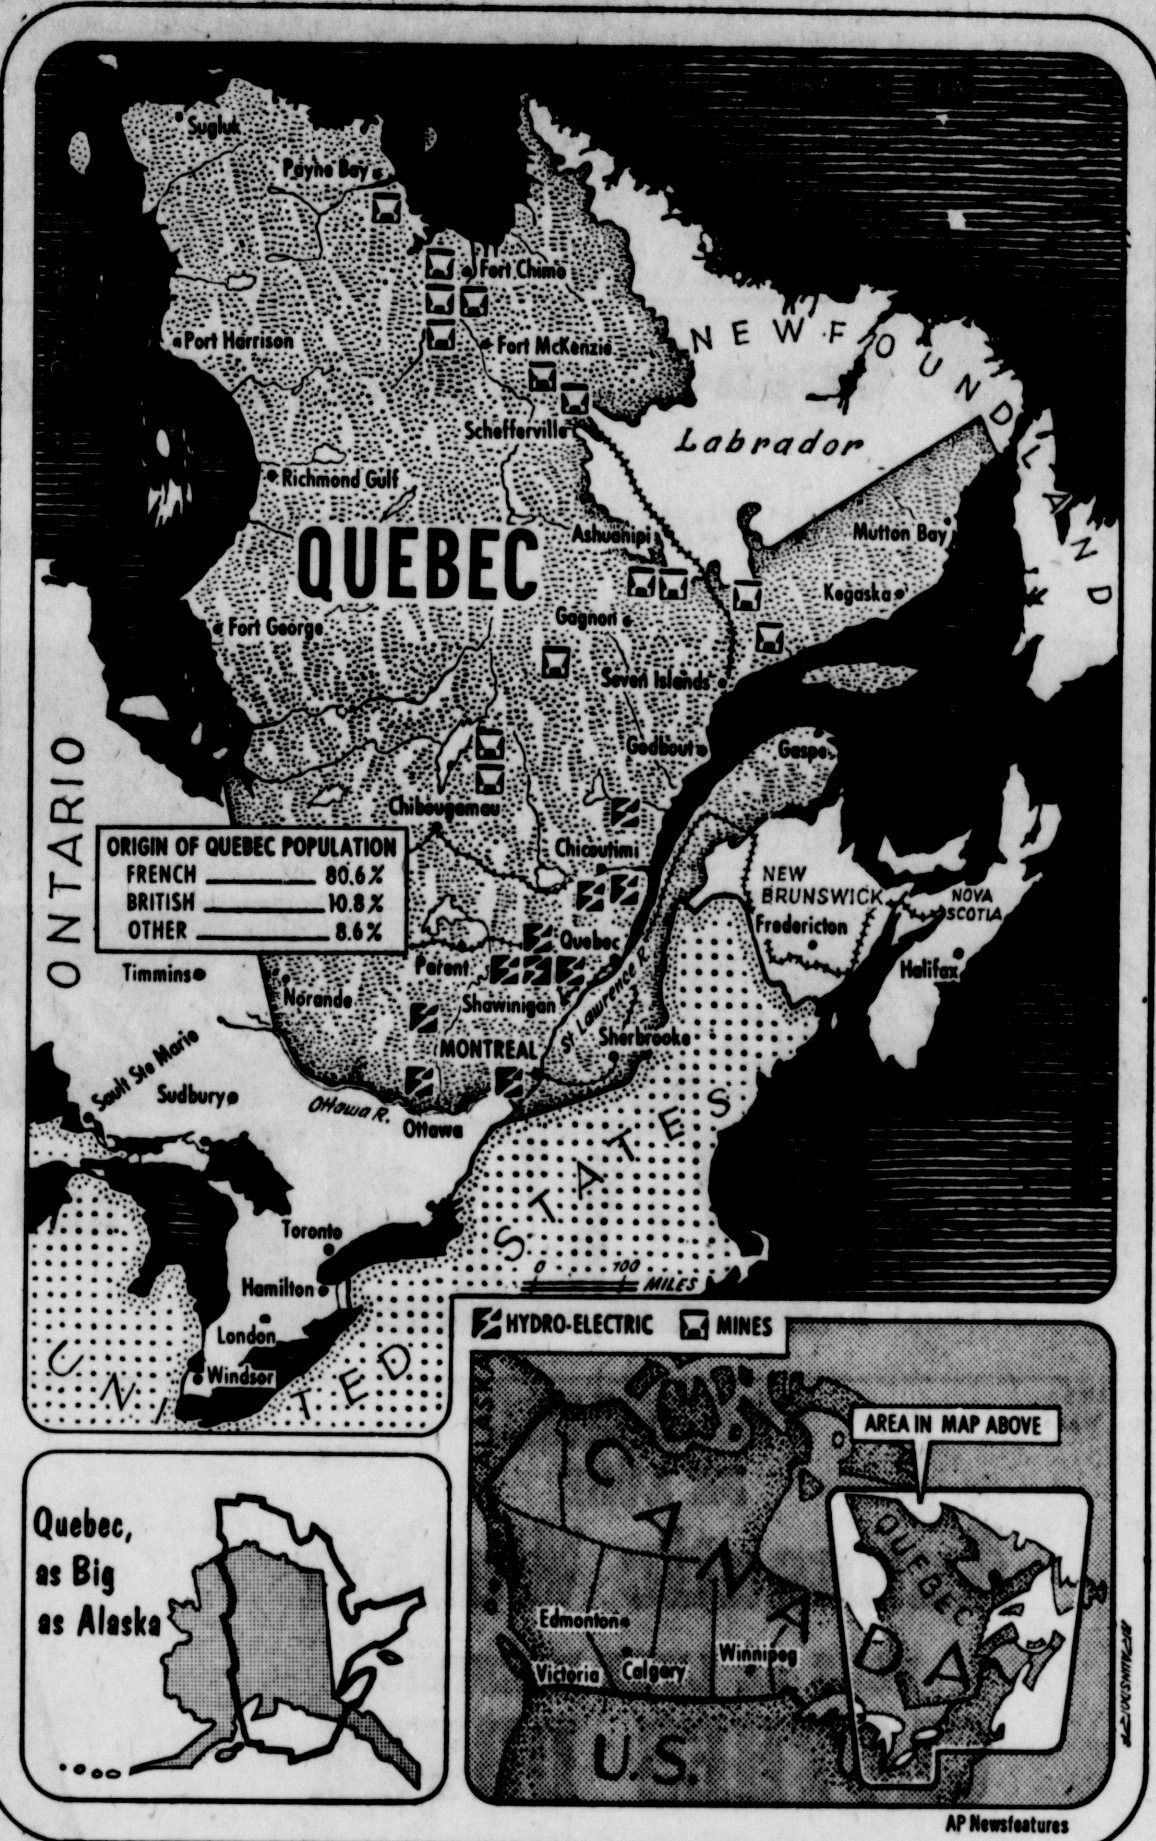 Sugluk
Payne Bay
Fort Chimo
Port Harrison
Fort McKenzie
NEWFOUNDLAND
Schefferville
Labrador
Richmond Gulf
QUEBEC
Ashuanipi
Mutton Bay
Kegaska
Gagnon
Fort George
Seven Islands
Godbout
Gaspe
ONTARIO
Chibougamau
ORIGIN OF QUEBEC POPULATION
FRENCH 80.6%
BRITISH 10.8%
OTHER 8.6%
Chicoutimi
NEW
BRUNSWICK
NOVA
SCOTIA
Fredericton
Quebec
Halifax
Timmins
Parent
Noranda
Shawinigan
St Lawrence R.
Sherbrooke
MONTREAL
Sault Ste Marie
Sudbury
Ottawa R.
Ottawa
Toronto
Hamilton
London
Windsor
UNITED STATES
0 100
MILES
HYDRO-ELECTRIC MINES
ALASKA
CANADA
AREA IN MAP ABOVE
QUEBEC
Edmonton
Victoria
Calgary
Winnipeg
U.S.
Quebec,
as Big
as Alaska
AP Newsfeatures